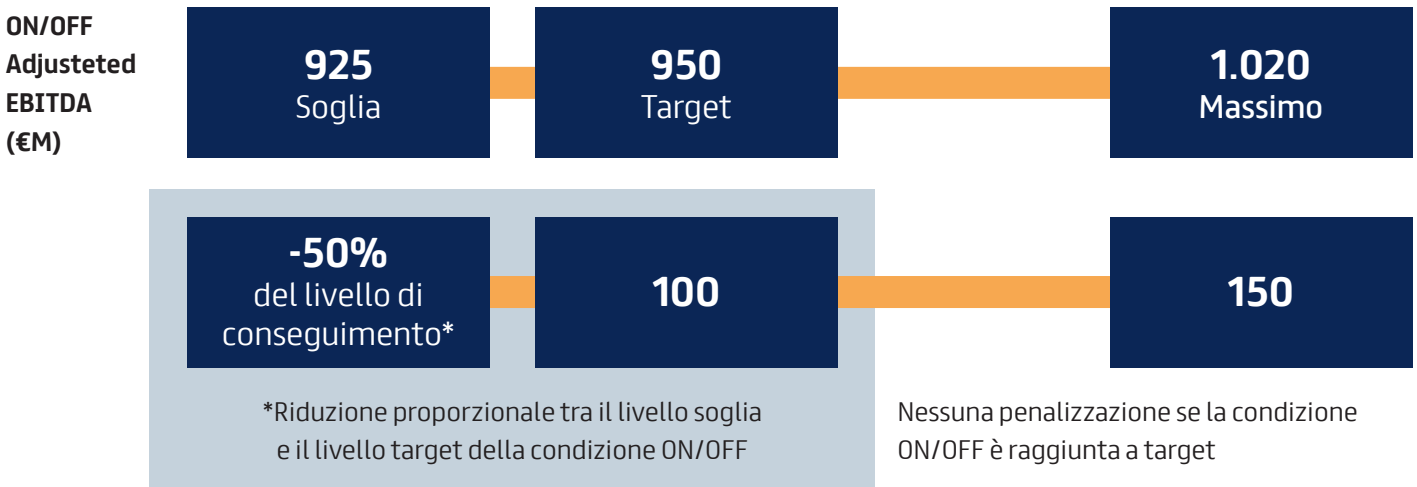 ON/OFF
Adjusteted
EBITDA
(€M)
925
Soglia
950
Target
1.020
Massimo
-50%
del livello di
conseguimento*
100
150
*Riduzione proporzionale tra il livello soglia
e il livello target della condizione ON/OFF
Nessuna penalizzazione se la condizione
ON/OFF è raggiunta a target